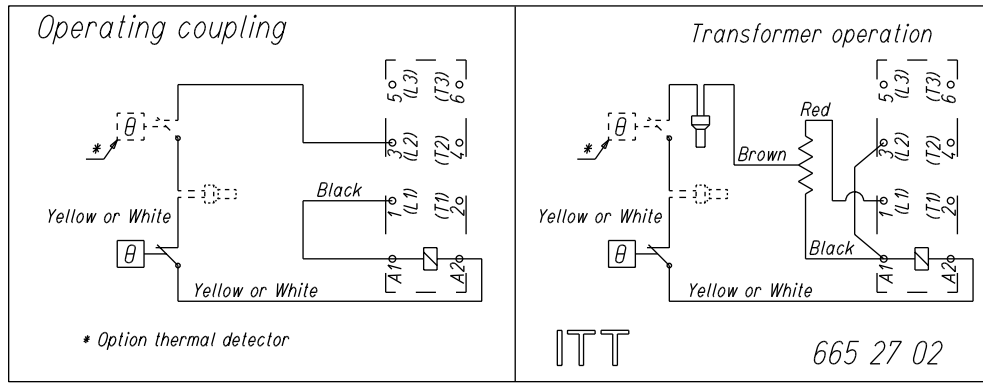 Operating coupling
Transformer operation
5 (L3) (T3) 6
3 (L2) (T2) 4
1 (L1) (T1) 2
A1 A2
θ
*
Black
Yellow or White
θ
Yellow or White
* Option thermal detector
5 (L3) (T3) 6
3 (L2) (T2) 4
1 (L1) (T1) 2
A1 A2
θ
*
Red
Brown
Yellow or White
Black
θ
Yellow or White
ITT
665 27 02